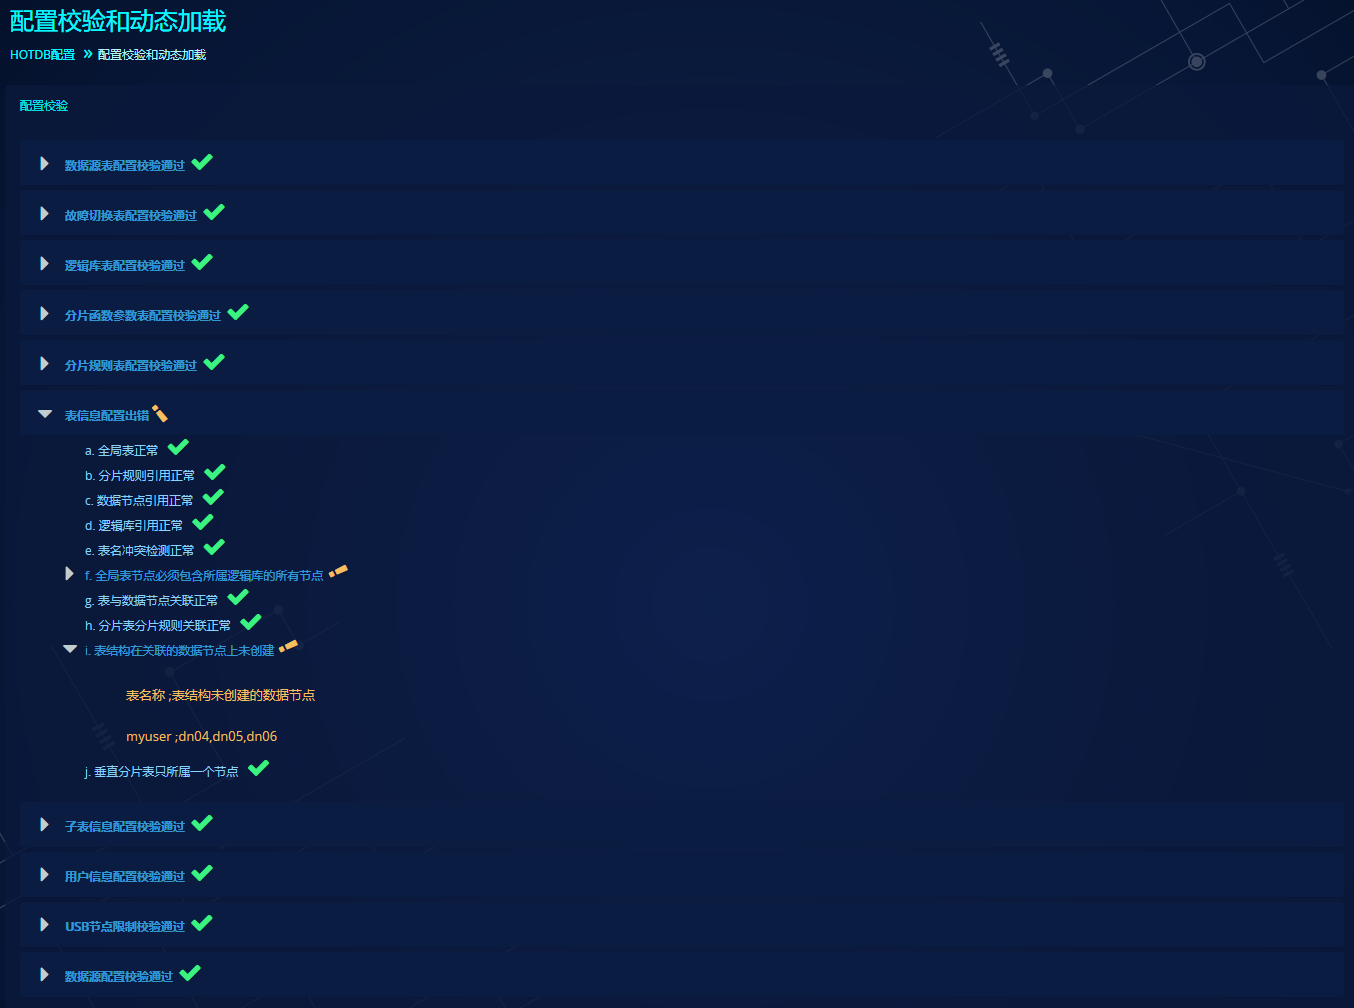 配置校验和动态加载
HOTDB配置 » 配置校验和动态加载
配置校验
数据源表配置校验通过
故障切换表配置校验通过
逻辑库表配置校验通过
分片函数参数表配置校验通过
分片规则表配置校验通过
表信息配置出错
a. 全局表正常
b. 分片规则引用正常
c. 数据节点引用正常
d. 逻辑库引用正常
e. 表名冲突检测正常
f. 全局表节点必须包含所属逻辑库的所有节点
g. 表与数据节点关联正常
h. 分片表分片规则关联正常
i. 表结构在关联的数据节点上未创建
表名称 ;表结构未创建的数据节点
myuser ;dn04,dn05,dn06
j. 垂直分片表只所属一个节点
子表信息配置校验通过
用户信息配置校验通过
USB节点限制校验通过
数据源配置校验通过